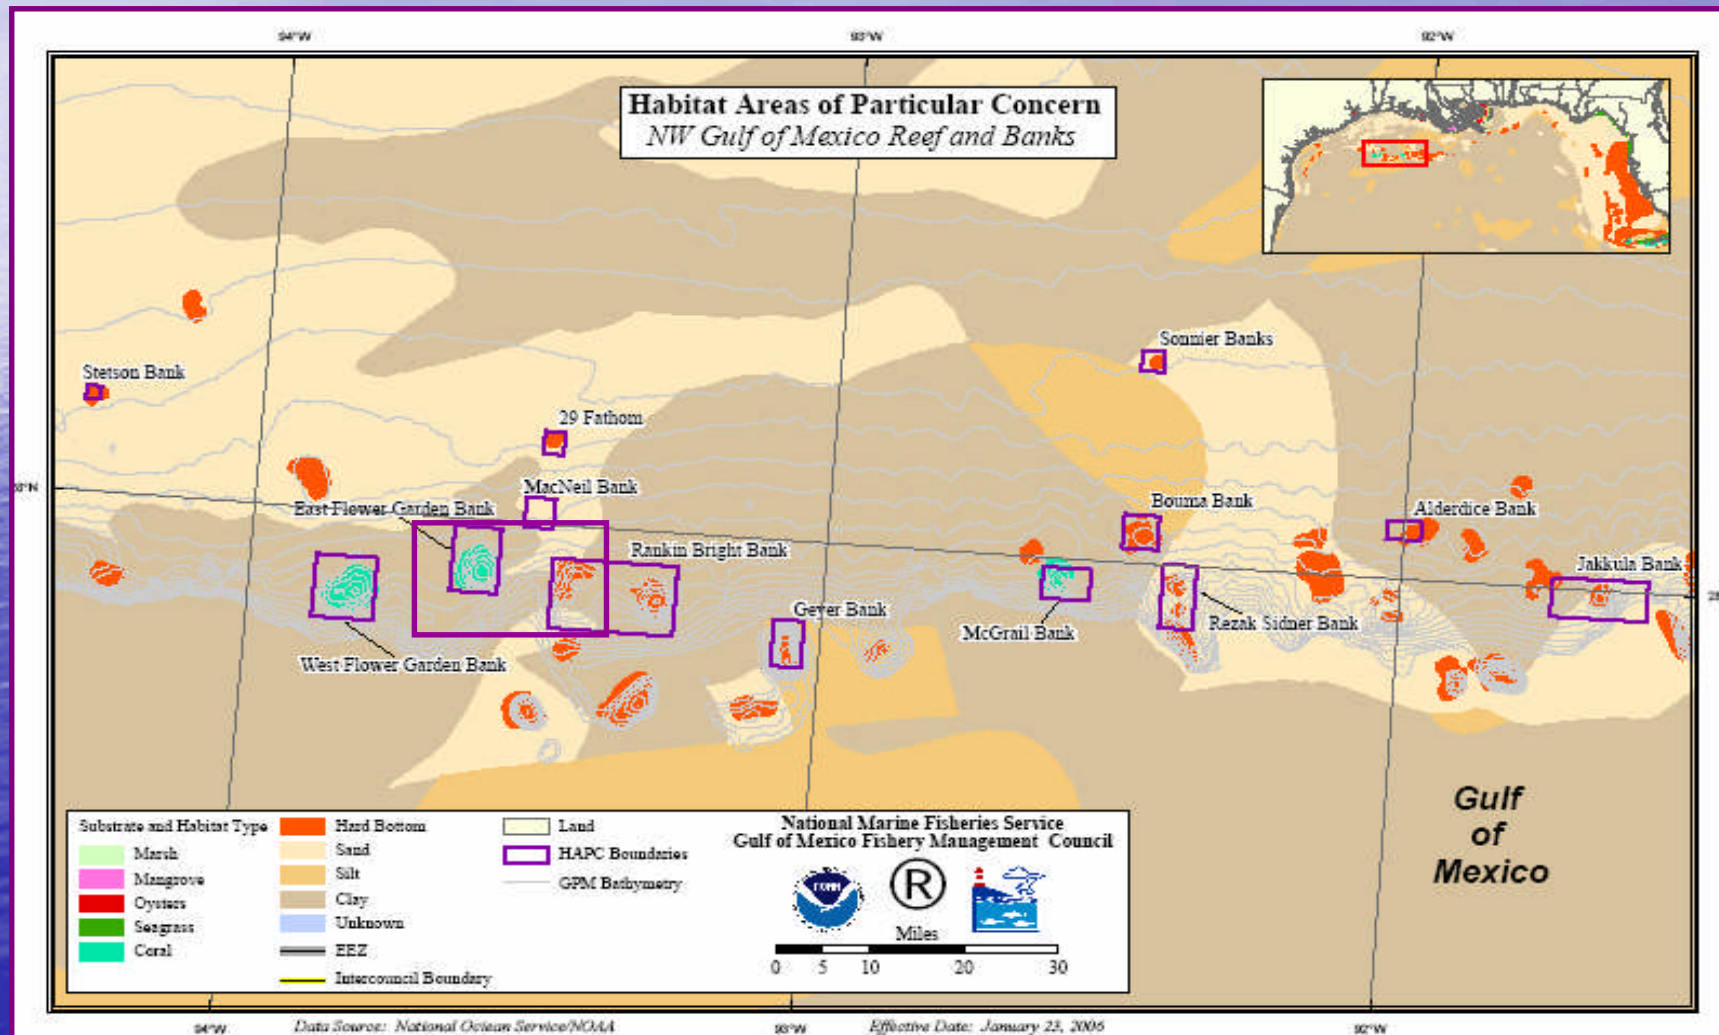 94°W
93°W
92°W
Habitat Areas of Particular Concern
NW Gulf of Mexico Reef and Banks
Sonnier Banks
Stetson Bank
29 Fathom
MacNeil Bank
East Flower Garden Bank
Bouma Bank
Alderdice Bank
Rankin Bright Bank
Jakkula Bank
Geyer Bank
McGrail Bank
Rezak Sidner Bank
West Flower Garden Bank
Gulf
of
Mexico
Substrate and Habitat Type
Marsh
Mangrove
Oysters
Seagrass
Coral
Hard Bottom
Sand
Silt
Clay
Unknown
EEZ
Intercouncil Boundary
Land
HAPC Boundaries
GPM Bathymetry
National Marine Fisheries Service
Gulf of Mexico Fishery Management Council
NOAA
®
Miles
0 5 10 20 30
94°W
93°W
92°W
Data Source: National Ocean Service/NOAA
Effective Date: January 23, 2006